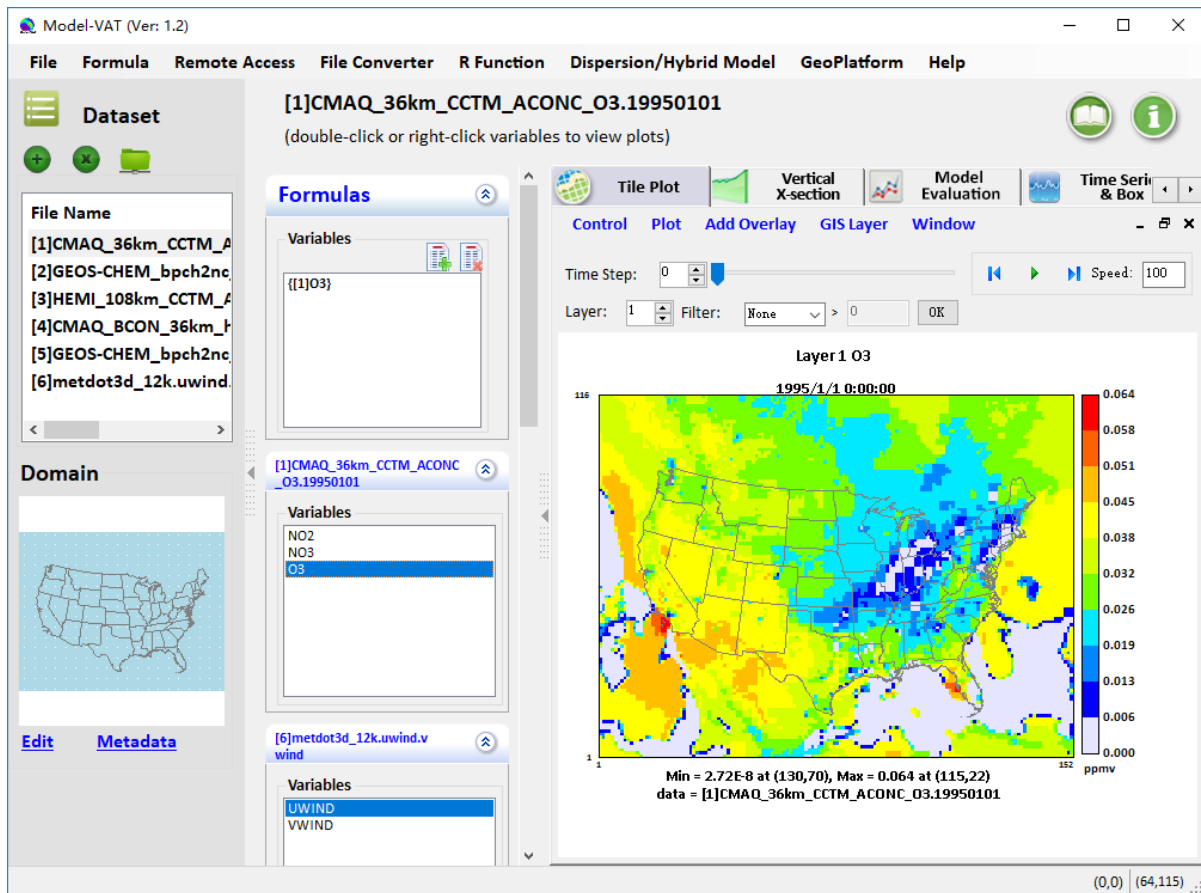 Model-VAT (Ver: 1.2)
File Formula Remote Access File Converter R Function Dispersion/Hybrid Model GeoPlatform Help
Dataset
[1]CMAQ_36km_CCTM_ACONC_O3.19950101
(double-click or right-click variables to view plots)
File Name
[1]CMAQ_36km_CCTM_A
[2]GEOS-CHEM_bpch2nc_
[3]HEMI_108km_CCTM_A
[4]CMAQ_BCON_36km_h
[5]GEOS-CHEM_bpch2nc_
[6]metdot3d_12k.uwind.
Domain
Edit Metadata
Formulas
Variables
{[1]O3}
[1]CMAQ_36km_CCTM_ACONC
_O3.19950101
Variables
NO2
NO3
O3
[6]metdot3d_12k.uwind.v
wind
Variables
UWIND
VWIND
Tile Plot
Vertical
X-section
Model
Evaluation
Time Seri
& Box
Control Plot Add Overlay GIS Layer Window
Time Step: 0 Speed: 100
Layer: 1 Filter: None > 0 OK
Layer 1 O3
1995/1/1 0:00:00
116
1
1 152
0.064
0.058
0.051
0.045
0.038
0.032
0.026
0.019
0.013
0.006
0.000
ppmv
Min = 2.72E-8 at (130,70), Max = 0.064 at (115,22)
data = [1]CMAQ_36km_CCTM_ACONC_O3.19950101
(0,0) (64,115)